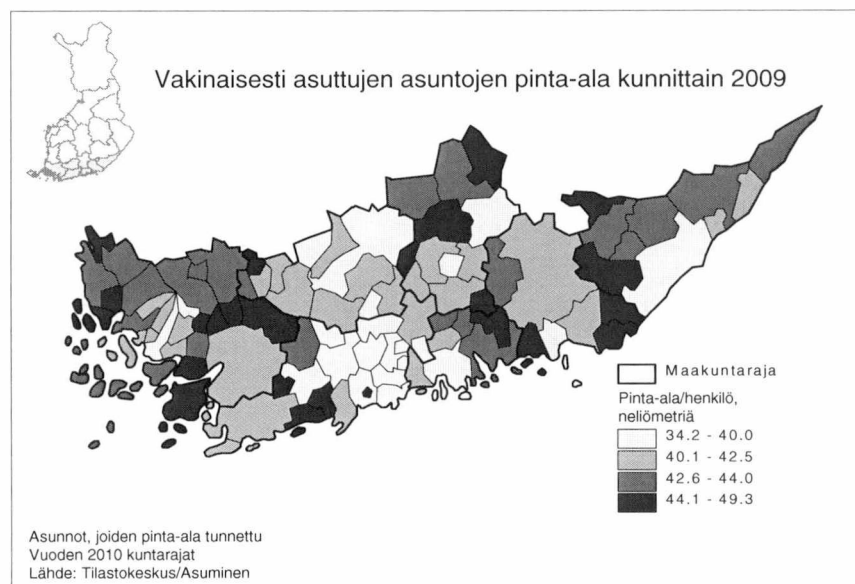 Vakinaisesti asuttujen asuntojen pinta-ala kunnittain 2009
Maakuntaraja
Pinta-ala/henkilö,
neliömetriä
34.2 - 40.0
40.1 - 42.5
42.6 - 44.0
44.1 - 49.3
Asunnot, joiden pinta-ala tunnettu
Vuoden 2010 kuntarajat
Lähde: Tilastokeskus/Asuminen